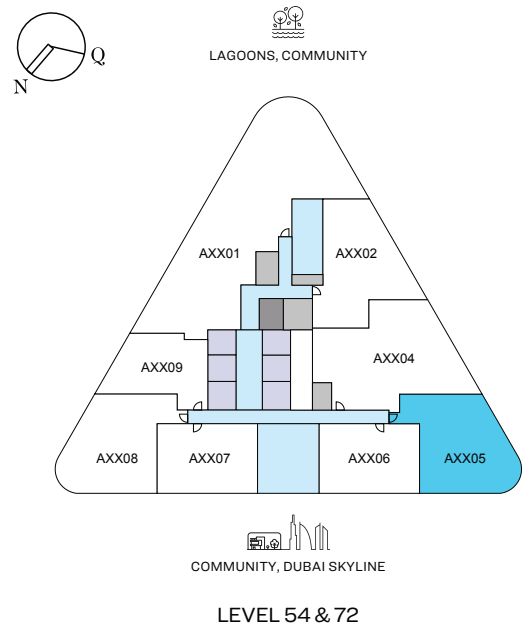 Q
N
LAGOONS, COMMUNITY
AXX01
AXX02
AXX09
AXX04
AXX08
AXX07
AXX06
AXX05
COMMUNITY, DUBAI SKYLINE
LEVEL 54 & 72